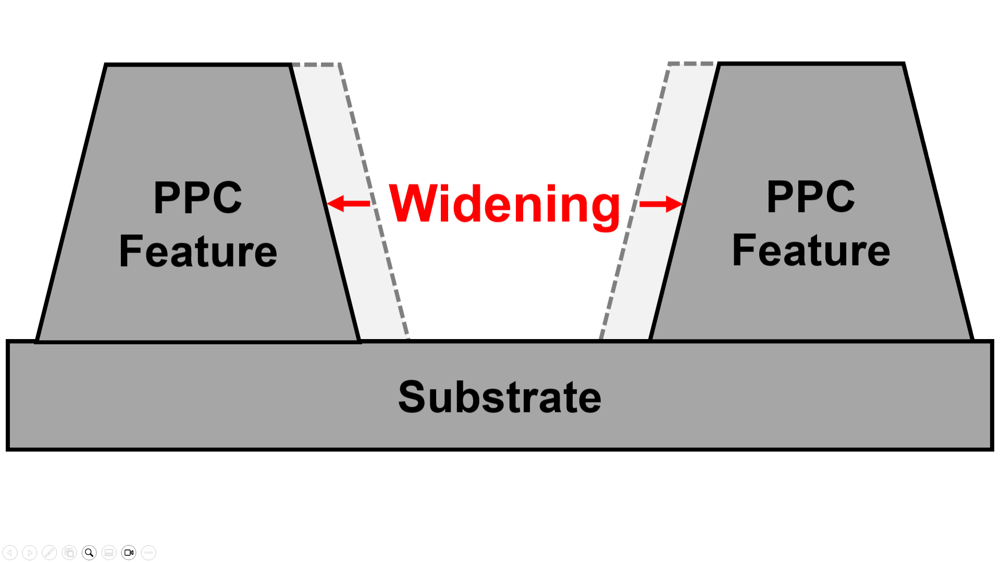 PPC
Feature
Widening
PPC
Feature
Substrate